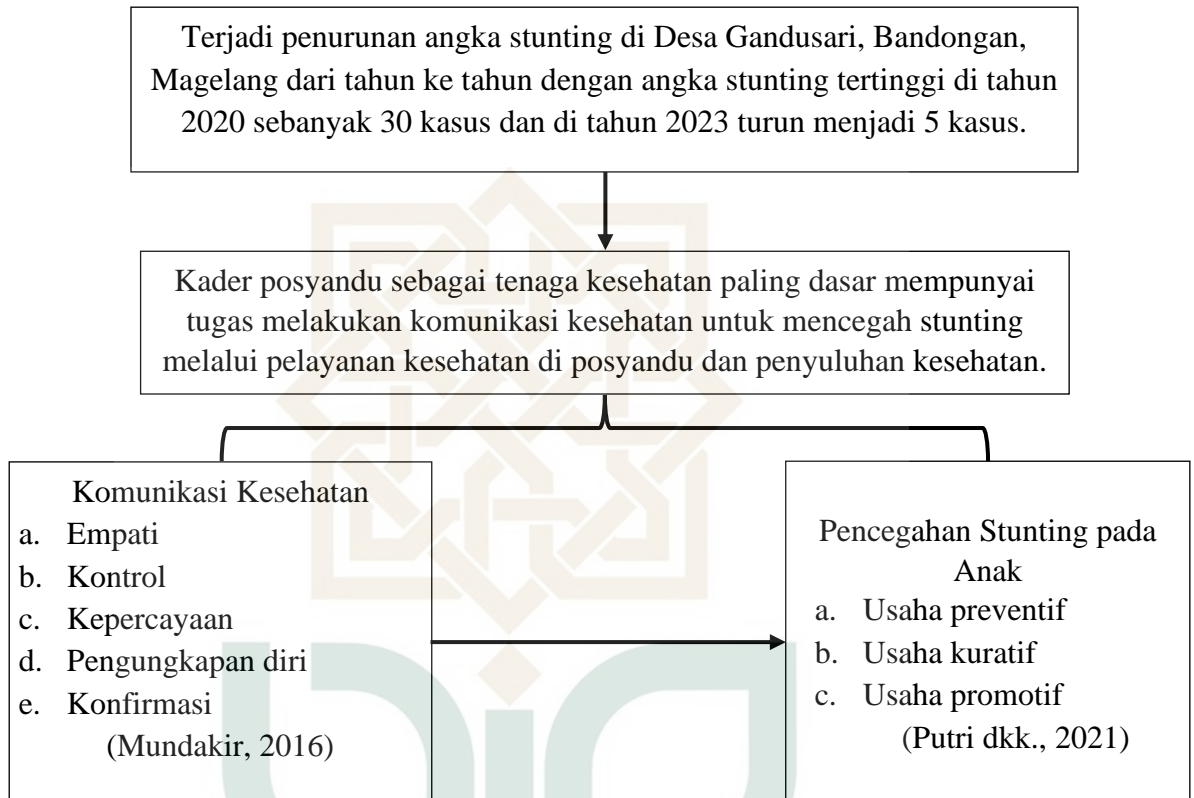 Terjadi penurunan angka stunting di Desa Gandusari, Bandongan,
Magelang dari tahun ke tahun dengan angka stunting tertinggi di tahun
2020 sebanyak 30 kasus dan di tahun 2023 turun menjadi 5 kasus.
Kader posyandu sebagai tenaga kesehatan paling dasar mempunyai
tugas melakukan komunikasi kesehatan untuk mencegah stunting
melalui pelayanan kesehatan di posyandu dan penyuluhan kesehatan.
Komunikasi Kesehatan
a. Empati
b. Kontrol
c. Kepercayaan
d. Pengungkapan diri
e. Konfirmasi
(Mundakir, 2016)
Pencegahan Stunting pada
Anak
a. Usaha preventif
b. Usaha kuratif
c. Usaha promotif
(Putri dkk., 2021)